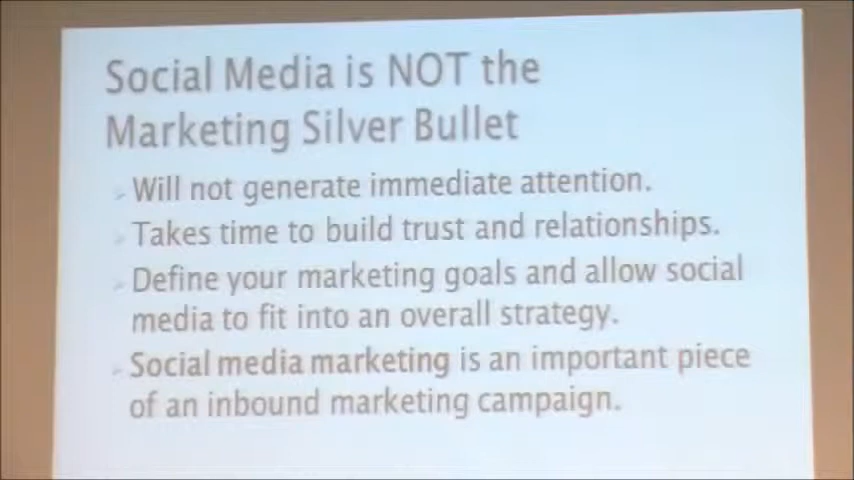 Social Media is NOT the
Marketing Silver Bullet
Will not generate immediate attention.
Takes time to build trust and relationships.
Define your marketing goals and allow social
media to fit into an overall strategy.
Social media marketing is an important piece
of an inbound marketing campaign.